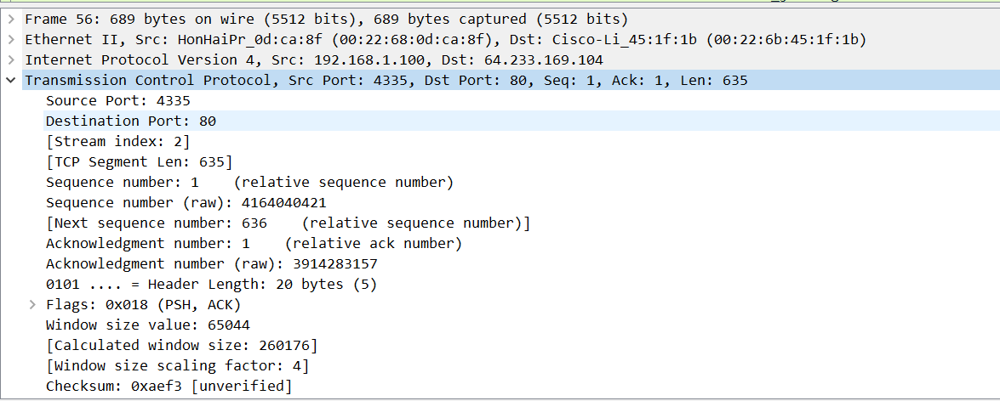 Frame 56: 689 bytes on wire (5512 bits), 689 bytes captured (5512 bits)
Ethernet II, Src: HonHaiPr_0d:ca:8f (00:22:68:0d:ca:8f), Dst: Cisco-Li_45:1f:1b (00:22:6b:45:1f:1b)
Internet Protocol Version 4, Src: 192.168.1.100, Dst: 64.233.169.104
Transmission Control Protocol, Src Port: 4335, Dst Port: 80, Seq: 1, Ack: 1, Len: 635
Source Port: 4335
Destination Port: 80
[Stream index: 2]
[TCP Segment Len: 635]
Sequence number: 1    (relative sequence number)
Sequence number (raw): 4164040421
[Next sequence number: 636    (relative sequence number)]
Acknowledgment number: 1    (relative ack number)
Acknowledgment number (raw): 3914283157
0101 .... = Header Length: 20 bytes (5)
Flags: 0x018 (PSH, ACK)
Window size value: 65044
[Calculated window size: 260176]
[Window size scaling factor: 4]
Checksum: 0xaef3 [unverified]